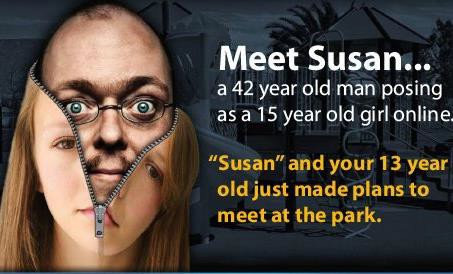 Meet Susan...
a 42 year old man posing
as a 15 year old girl online.
“Susan” and your 13 year
old just made plans to
meet at the park.